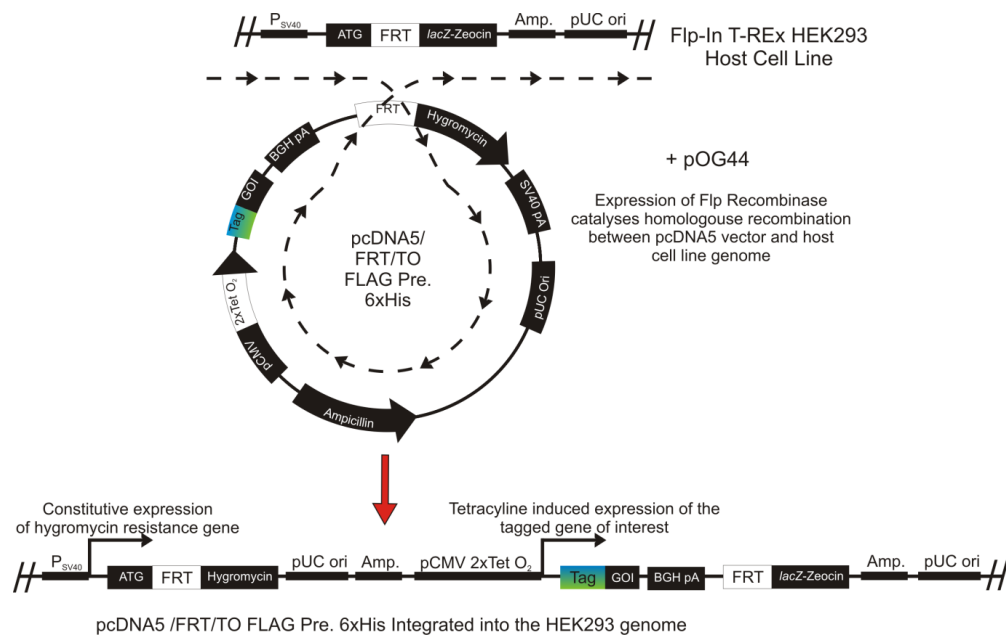 P SV40
ATG
FRT
lacZ-Zeocin
Amp.
pUC ori
Flp-In T-REx HEK293
Host Cell Line
FRT
Hygromycin
SV40 pA
pUC Ori
Ampicillin
pCMV
2xTet O2
Tag
GOI
BGH pA
pcDNA5/
FRT/TO
FLAG Pre.
6xHis
+ pOG44
Expression of Flp Recombinase
catalyses homologouse recombination
between pcDNA5 vector and host
cell line genome
Constitutive expression
of hygromycin resistance gene
Tetracyline induced expression of the
tagged gene of interest
P SV40
ATG
FRT
Hygromycin
pUC ori
Amp.
pCMV 2xTet O2
Tag
GOI
BGH pA
FRT
lacZ-Zeocin
Amp.
pUC ori
pcDNA5 /FRT/TO FLAG Pre. 6xHis Integrated into the HEK293 genome